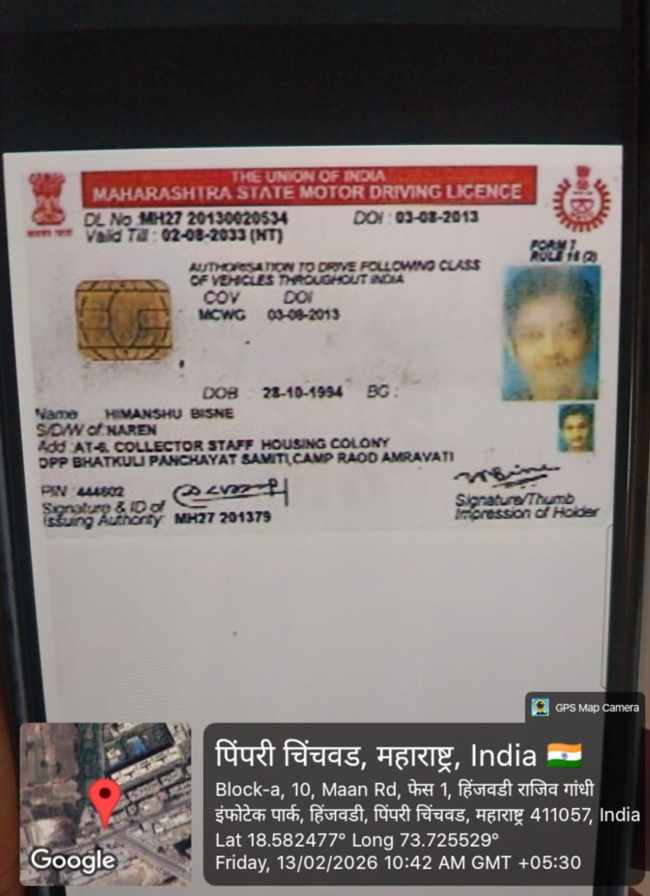 THE UNION OF INDIA
MAHARASHTRA STATE MOTOR DRIVING LICENCE
DL No :MH27 20130020534 DOI : 03-08-2013
Valid Till : 02-08-2033 (NT)
FORM 7
RULE 16 (2)
AUTHORISATION TO DRIVE FOLLOWING CLASS
OF VEHICLES THROUGHOUT INDIA
COV DOI
MCWG 03-08-2013
DOB : 28-10-1994 BG :
Name HIMANSHU BISNE
S/D/W of :NAREN
Add :AT-6, COLLECTOR STAFF HOUSING COLONY
OPP BHATKULI PANCHAYAT SAMITI,CAMP RAOD AMRAVATI
PIN :444602
Signature & ID of
Issuing Authority: MH27 201379
Signature/Thumb
Impression of Holder
GPS Map Camera
पिंपरी चिंचवड, महाराष्ट्र, India
Block-a, 10, Maan Rd, फेस 1, हिंजवडी राजिव गांधी
इंफोटेक पार्क, हिंजवडी, पिंपरी चिंचवड, महाराष्ट्र 411057, India
Lat 18.582477° Long 73.725529°
Friday, 13/02/2026 10:42 AM GMT +05:30
Google